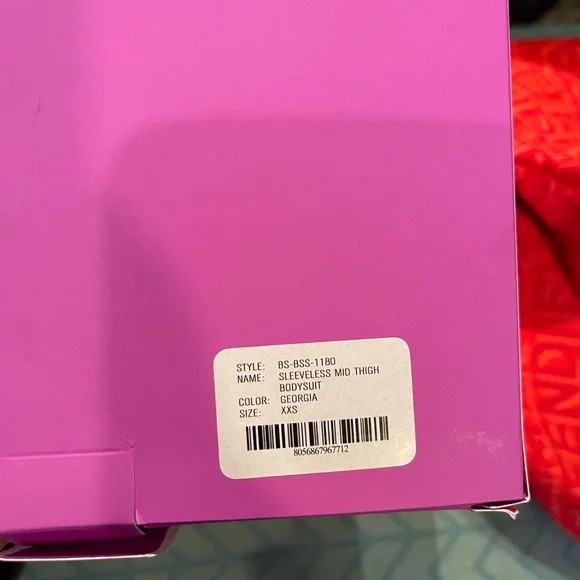 STYLE: BS-BSS-1180
NAME: SLEEVELESS MID THIGH
BODYSUIT
COLOR: GEORGIA
SIZE: XXS
8056867967712